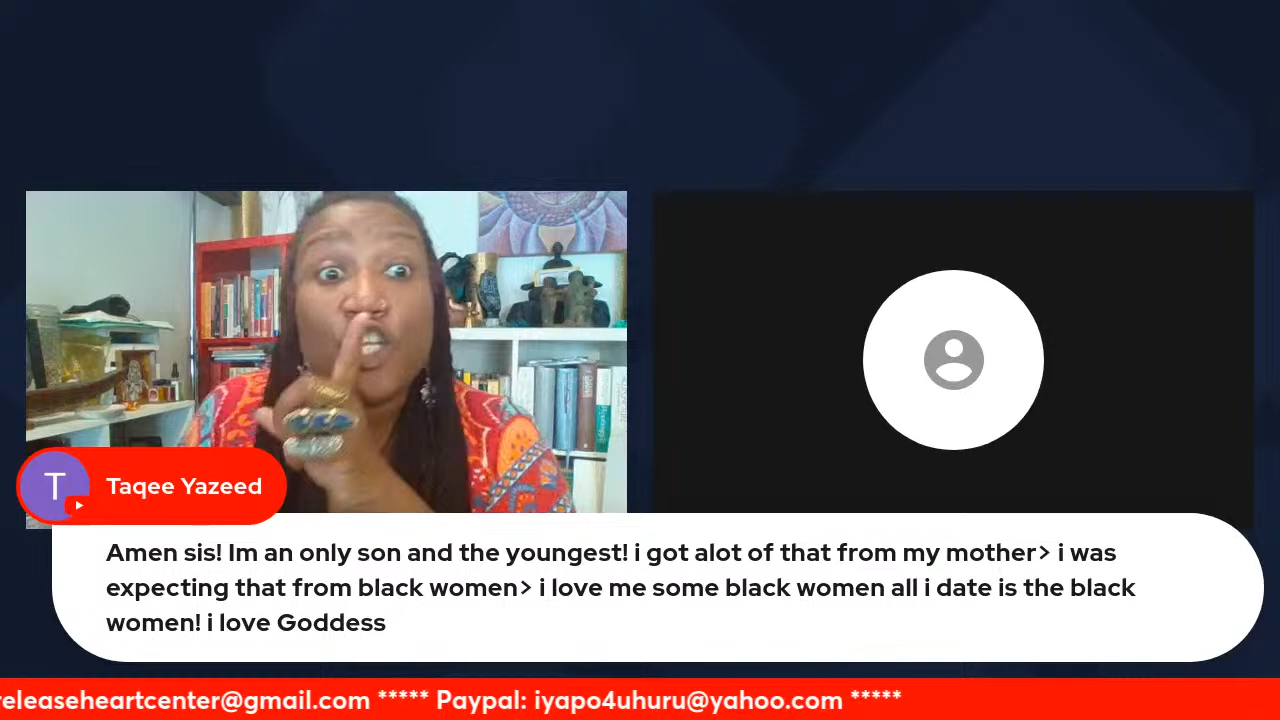 T
Taqee Yazeed
Amen sis! Im an only son and the youngest! i got alot of that from my mother> i was
expecting that from black women> i love me some black women all i date is the black
women! i love Goddess
releaseheartcenter@gmail.com ***** Paypal: iyapo4uhuru@yahoo.com *****